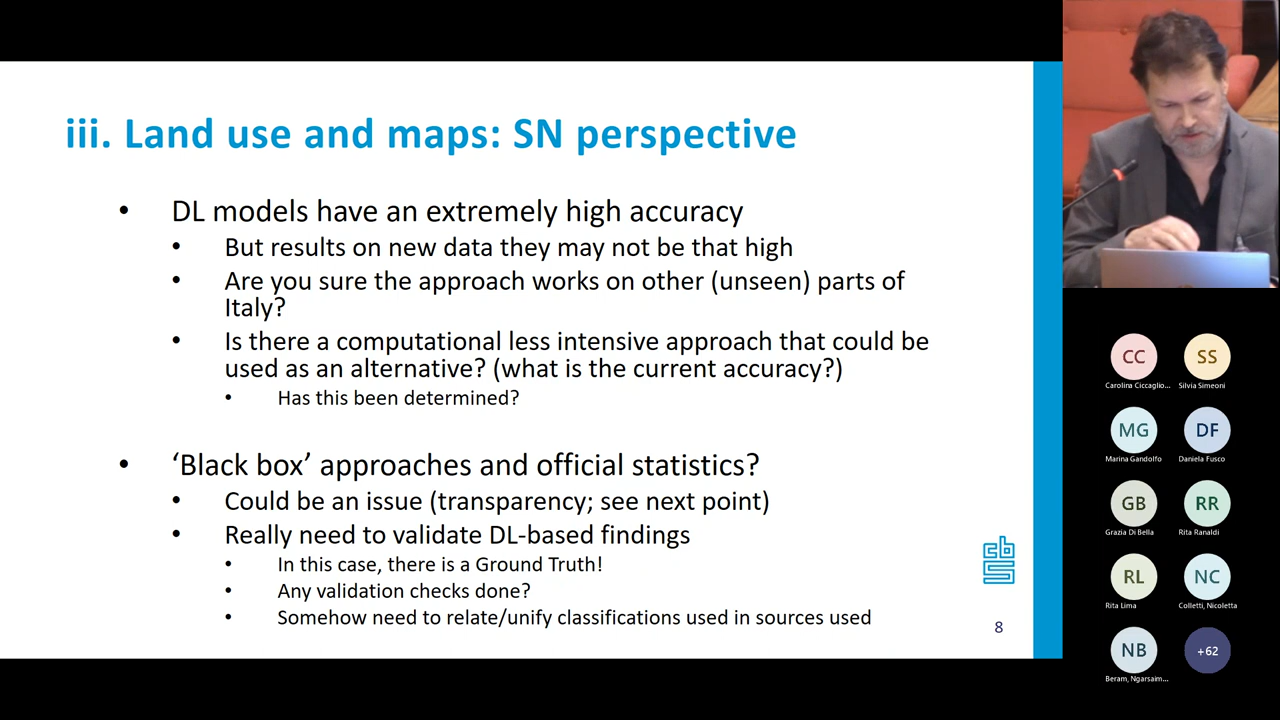 iii. Land use and maps: SN perspective
• DL models have an extremely high accuracy
• But results on new data they may not be that high
• Are you sure the approach works on other (unseen) parts of
Italy?
• Is there a computational less intensive approach that could be
used as an alternative? (what is the current accuracy?)
• Has this been determined?
• ‘Black box’ approaches and official statistics?
• Could be an issue (transparency; see next point)
• Really need to validate DL-based findings
• In this case, there is a Ground Truth!
• Any validation checks done?
• Somehow need to relate/unify classifications used in sources used
cbs
8
CC SS
Carolina Ciccaglio... Silvia Simeoni
MG DF
Marina Gandolfo Daniela Fusco
GB RR
Grazia Di Bella Rita Ranaldi
RL NC
Rita Lima Colletti, Nicoletta
NB +62
Beram, Ngarsaim...